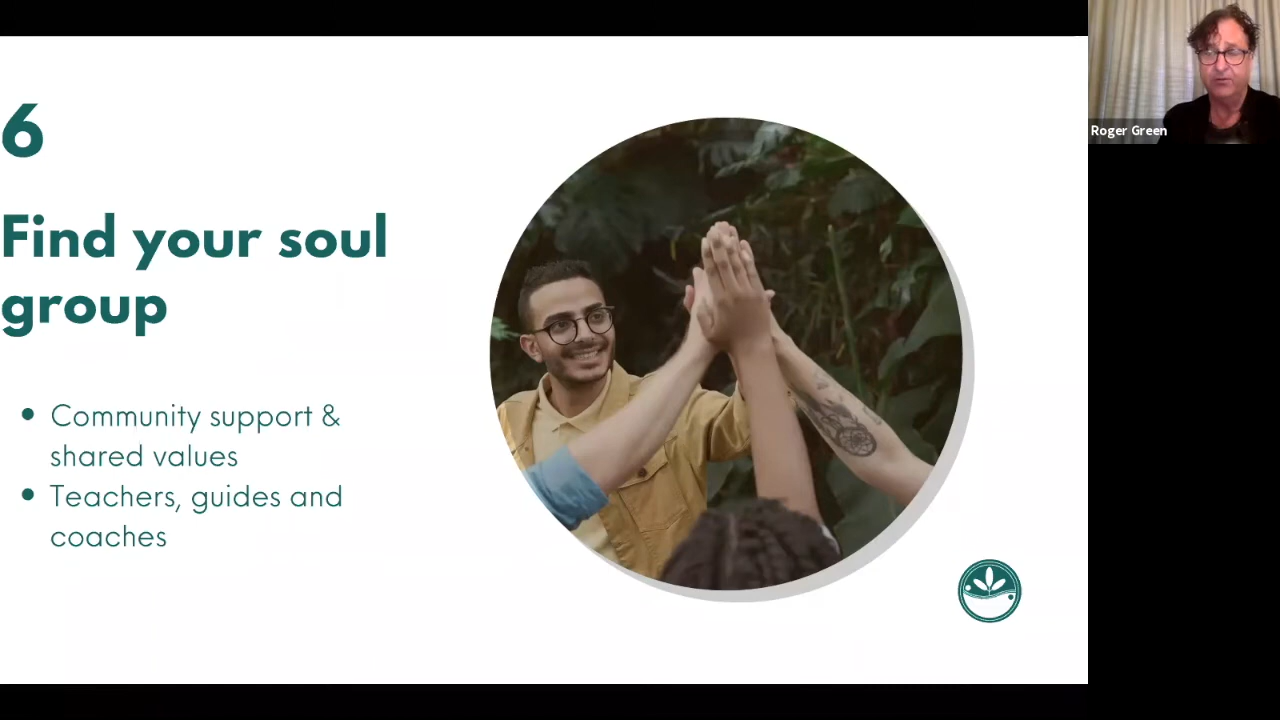 6
Find your soul
group
Community support &
shared values
Teachers, guides and
coaches
Roger Green